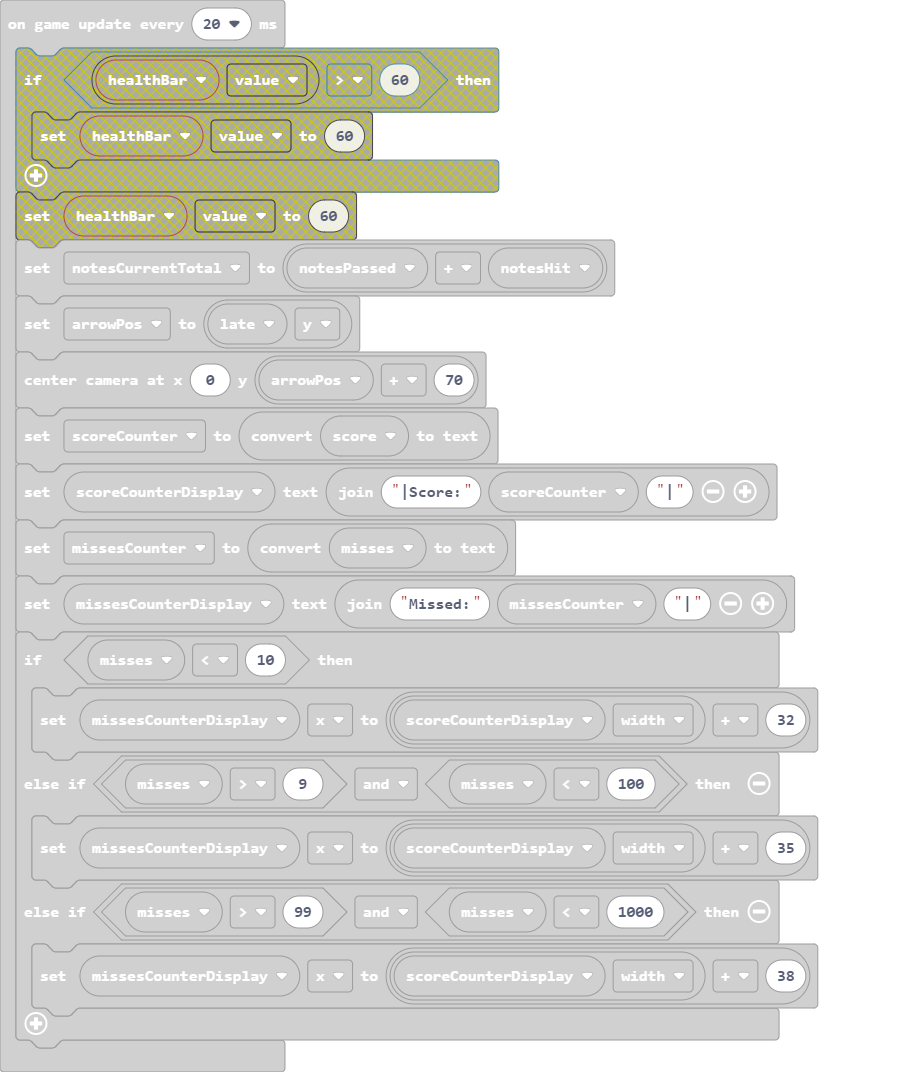 on game update every 20 ms
if healthBar value > 60 then
set healthBar value to 60
set healthBar value to 60
set notesCurrentTotal to notesPassed + notesHit
set arrowPos to late y
center camera at x 0 y arrowPos + 70
set scoreCounter to convert score to text
set scoreCounterDisplay text join "|Score:" scoreCounter "|"
set missesCounter to convert misses to text
set missesCounterDisplay text join "Missed:" missesCounter "|"
if misses < 10 then
set missesCounterDisplay x to scoreCounterDisplay width + 32
else if misses > 9 and misses < 100 then
set missesCounterDisplay x to scoreCounterDisplay width + 35
else if misses > 99 and misses < 1000 then
set missesCounterDisplay x to scoreCounterDisplay width + 38